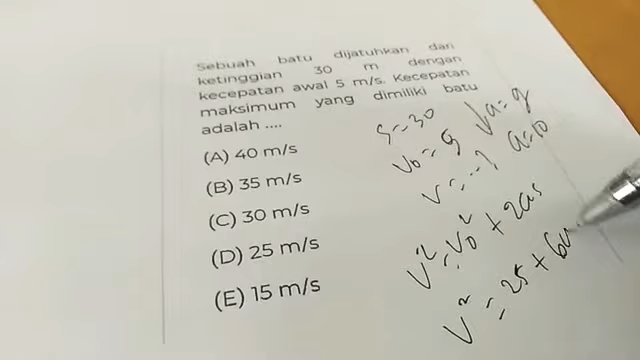 Sebuah batu dijatuhkan dari
ketinggian 30 m dengan
kecepatan awal 5 m/s. Kecepatan
maksimum yang dimiliki batu
adalah ....
(A) 40 m/s
(B) 35 m/s
(C) 30 m/s
(D) 25 m/s
(E) 15 m/s
S = 30
V₀ = 5
V = ...?
a = g
a = 10
V² = V₀² + 2as
V² = 25 + 60